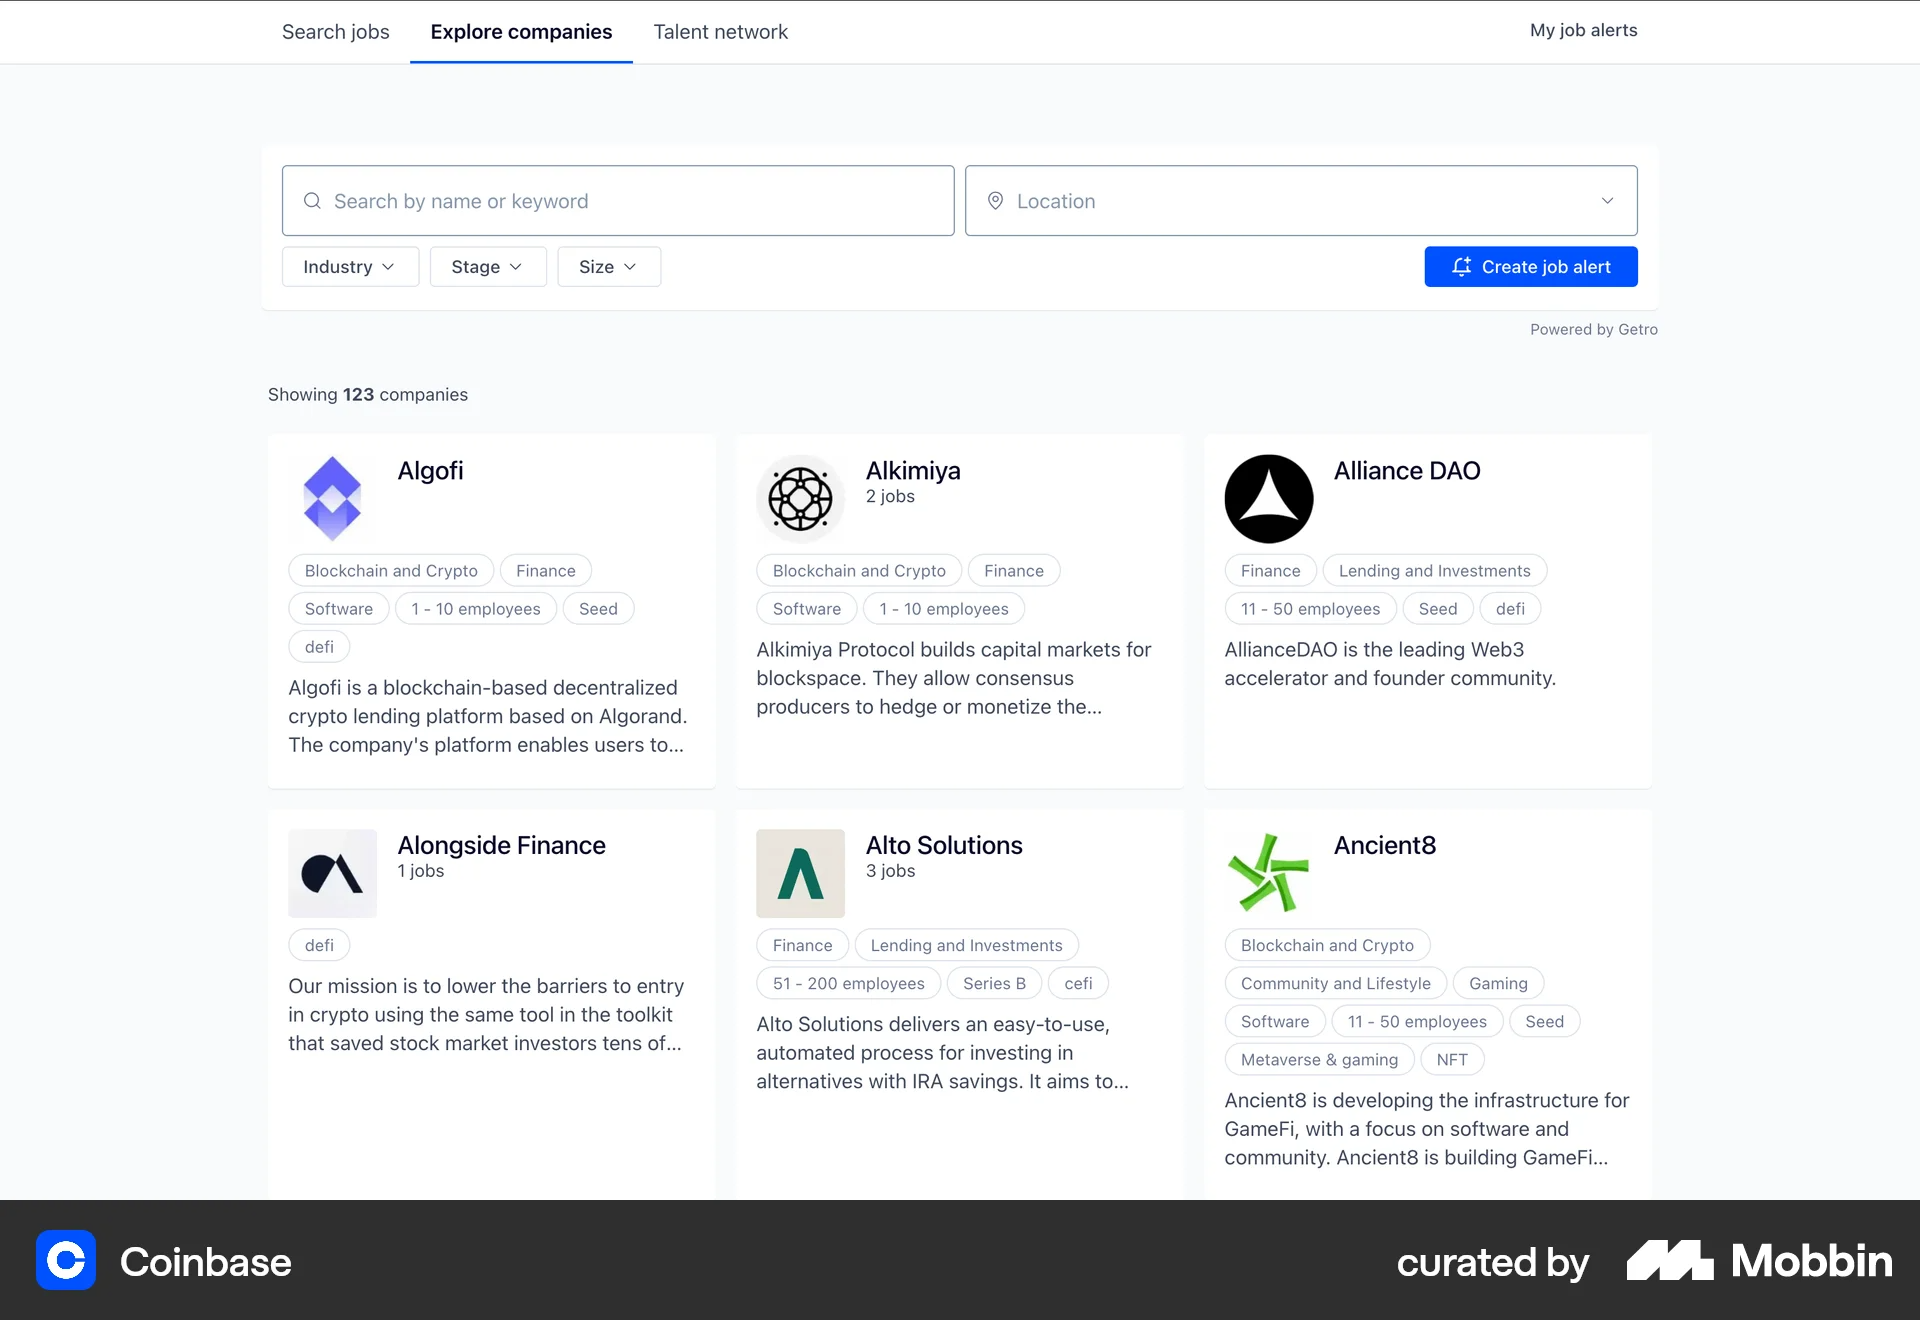 Search jobs Explore companies Talent network My job alerts
Search by name or keyword Location
Industry Stage Size Create job alert
Powered by Getro
Showing 123 companies
Algofi
Blockchain and Crypto Finance
Software 1 - 10 employees Seed
defi
Algofi is a blockchain-based decentralized
crypto lending platform based on Algorand.
The company's platform enables users to...
Alkimiya
2 jobs
Blockchain and Crypto Finance
Software 1 - 10 employees
Alkimiya Protocol builds capital markets for
blockspace. They allow consensus
producers to hedge or monetize the...
Alliance DAO
Finance Lending and Investments
11 - 50 employees Seed defi
AllianceDAO is the leading Web3
accelerator and founder community.
Alongside Finance
1 jobs
defi
Our mission is to lower the barriers to entry
in crypto using the same tool in the toolkit
that saved stock market investors tens of...
Alto Solutions
3 jobs
Finance Lending and Investments
51 - 200 employees Series B cefi
Alto Solutions delivers an easy-to-use,
automated process for investing in
alternatives with IRA savings. It aims to...
Ancient8
Blockchain and Crypto
Community and Lifestyle Gaming
Software 11 - 50 employees Seed
Metaverse & gaming NFT
Ancient8 is developing the infrastructure for
GameFi, with a focus on software and
community. Ancient8 is building GameFi...
Coinbase curated by Mobbin